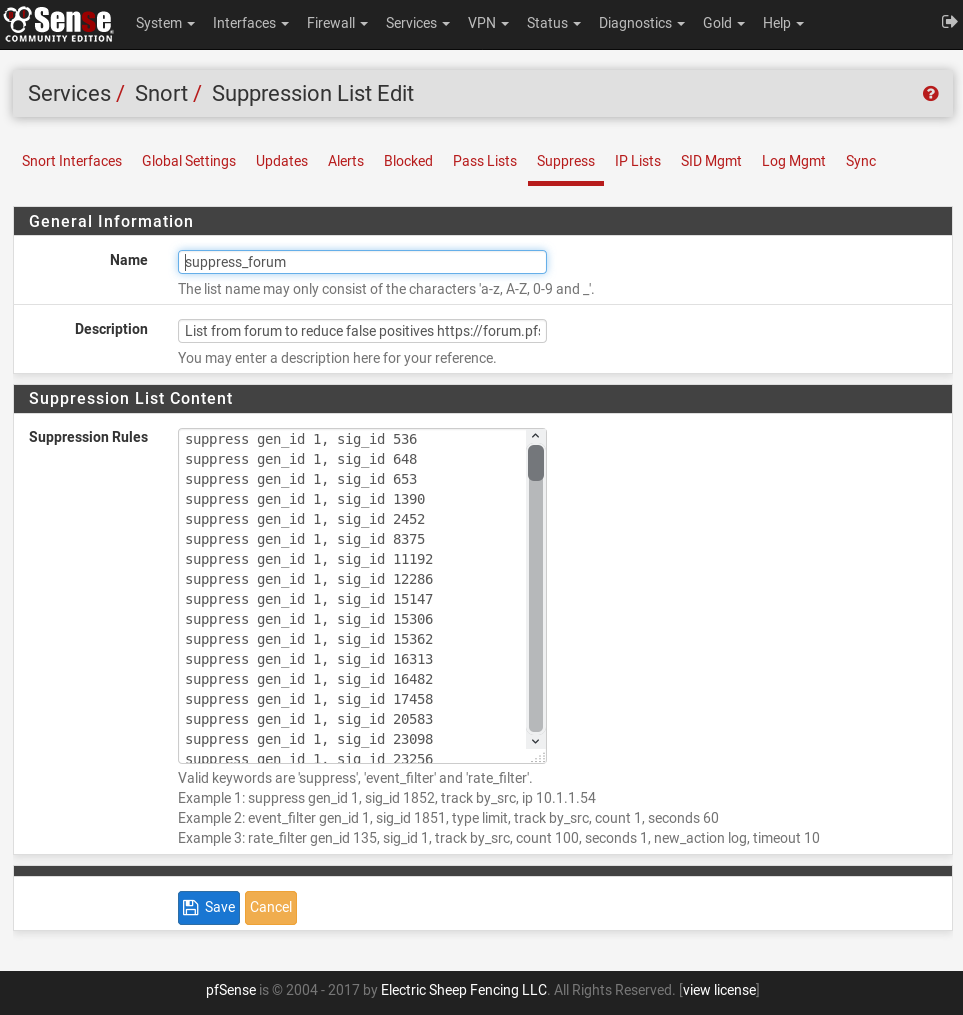 Sense
COMMUNITY EDITION
System Interfaces Firewall Services VPN Status Diagnostics Gold Help
Services / Snort / Suppression List Edit
Snort Interfaces Global Settings Updates Alerts Blocked Pass Lists Suppress IP Lists SID Mgmt Log Mgmt Sync
General Information
Name suppress_forum
The list name may only consist of the characters 'a-z, A-Z, 0-9 and _'.
Description List from forum to reduce false positives https://forum.pfs
You may enter a description here for your reference.
Suppression List Content
Suppression Rules
suppress gen_id 1, sig_id 536
suppress gen_id 1, sig_id 648
suppress gen_id 1, sig_id 653
suppress gen_id 1, sig_id 1390
suppress gen_id 1, sig_id 2452
suppress gen_id 1, sig_id 8375
suppress gen_id 1, sig_id 11192
suppress gen_id 1, sig_id 12286
suppress gen_id 1, sig_id 15147
suppress gen_id 1, sig_id 15306
suppress gen_id 1, sig_id 15362
suppress gen_id 1, sig_id 16313
suppress gen_id 1, sig_id 16482
suppress gen_id 1, sig_id 17458
suppress gen_id 1, sig_id 20583
suppress gen_id 1, sig_id 23098
suppress gen_id 1, sig_id 23256
Valid keywords are 'suppress', 'event_filter' and 'rate_filter'.
Example 1: suppress gen_id 1, sig_id 1852, track by_src, ip 10.1.1.54
Example 2: event_filter gen_id 1, sig_id 1851, type limit, track by_src, count 1, seconds 60
Example 3: rate_filter gen_id 135, sig_id 1, track by_src, count 100, seconds 1, new_action log, timeout 10
Save Cancel
pfSense is © 2004 - 2017 by Electric Sheep Fencing LLC. All Rights Reserved. [view license]